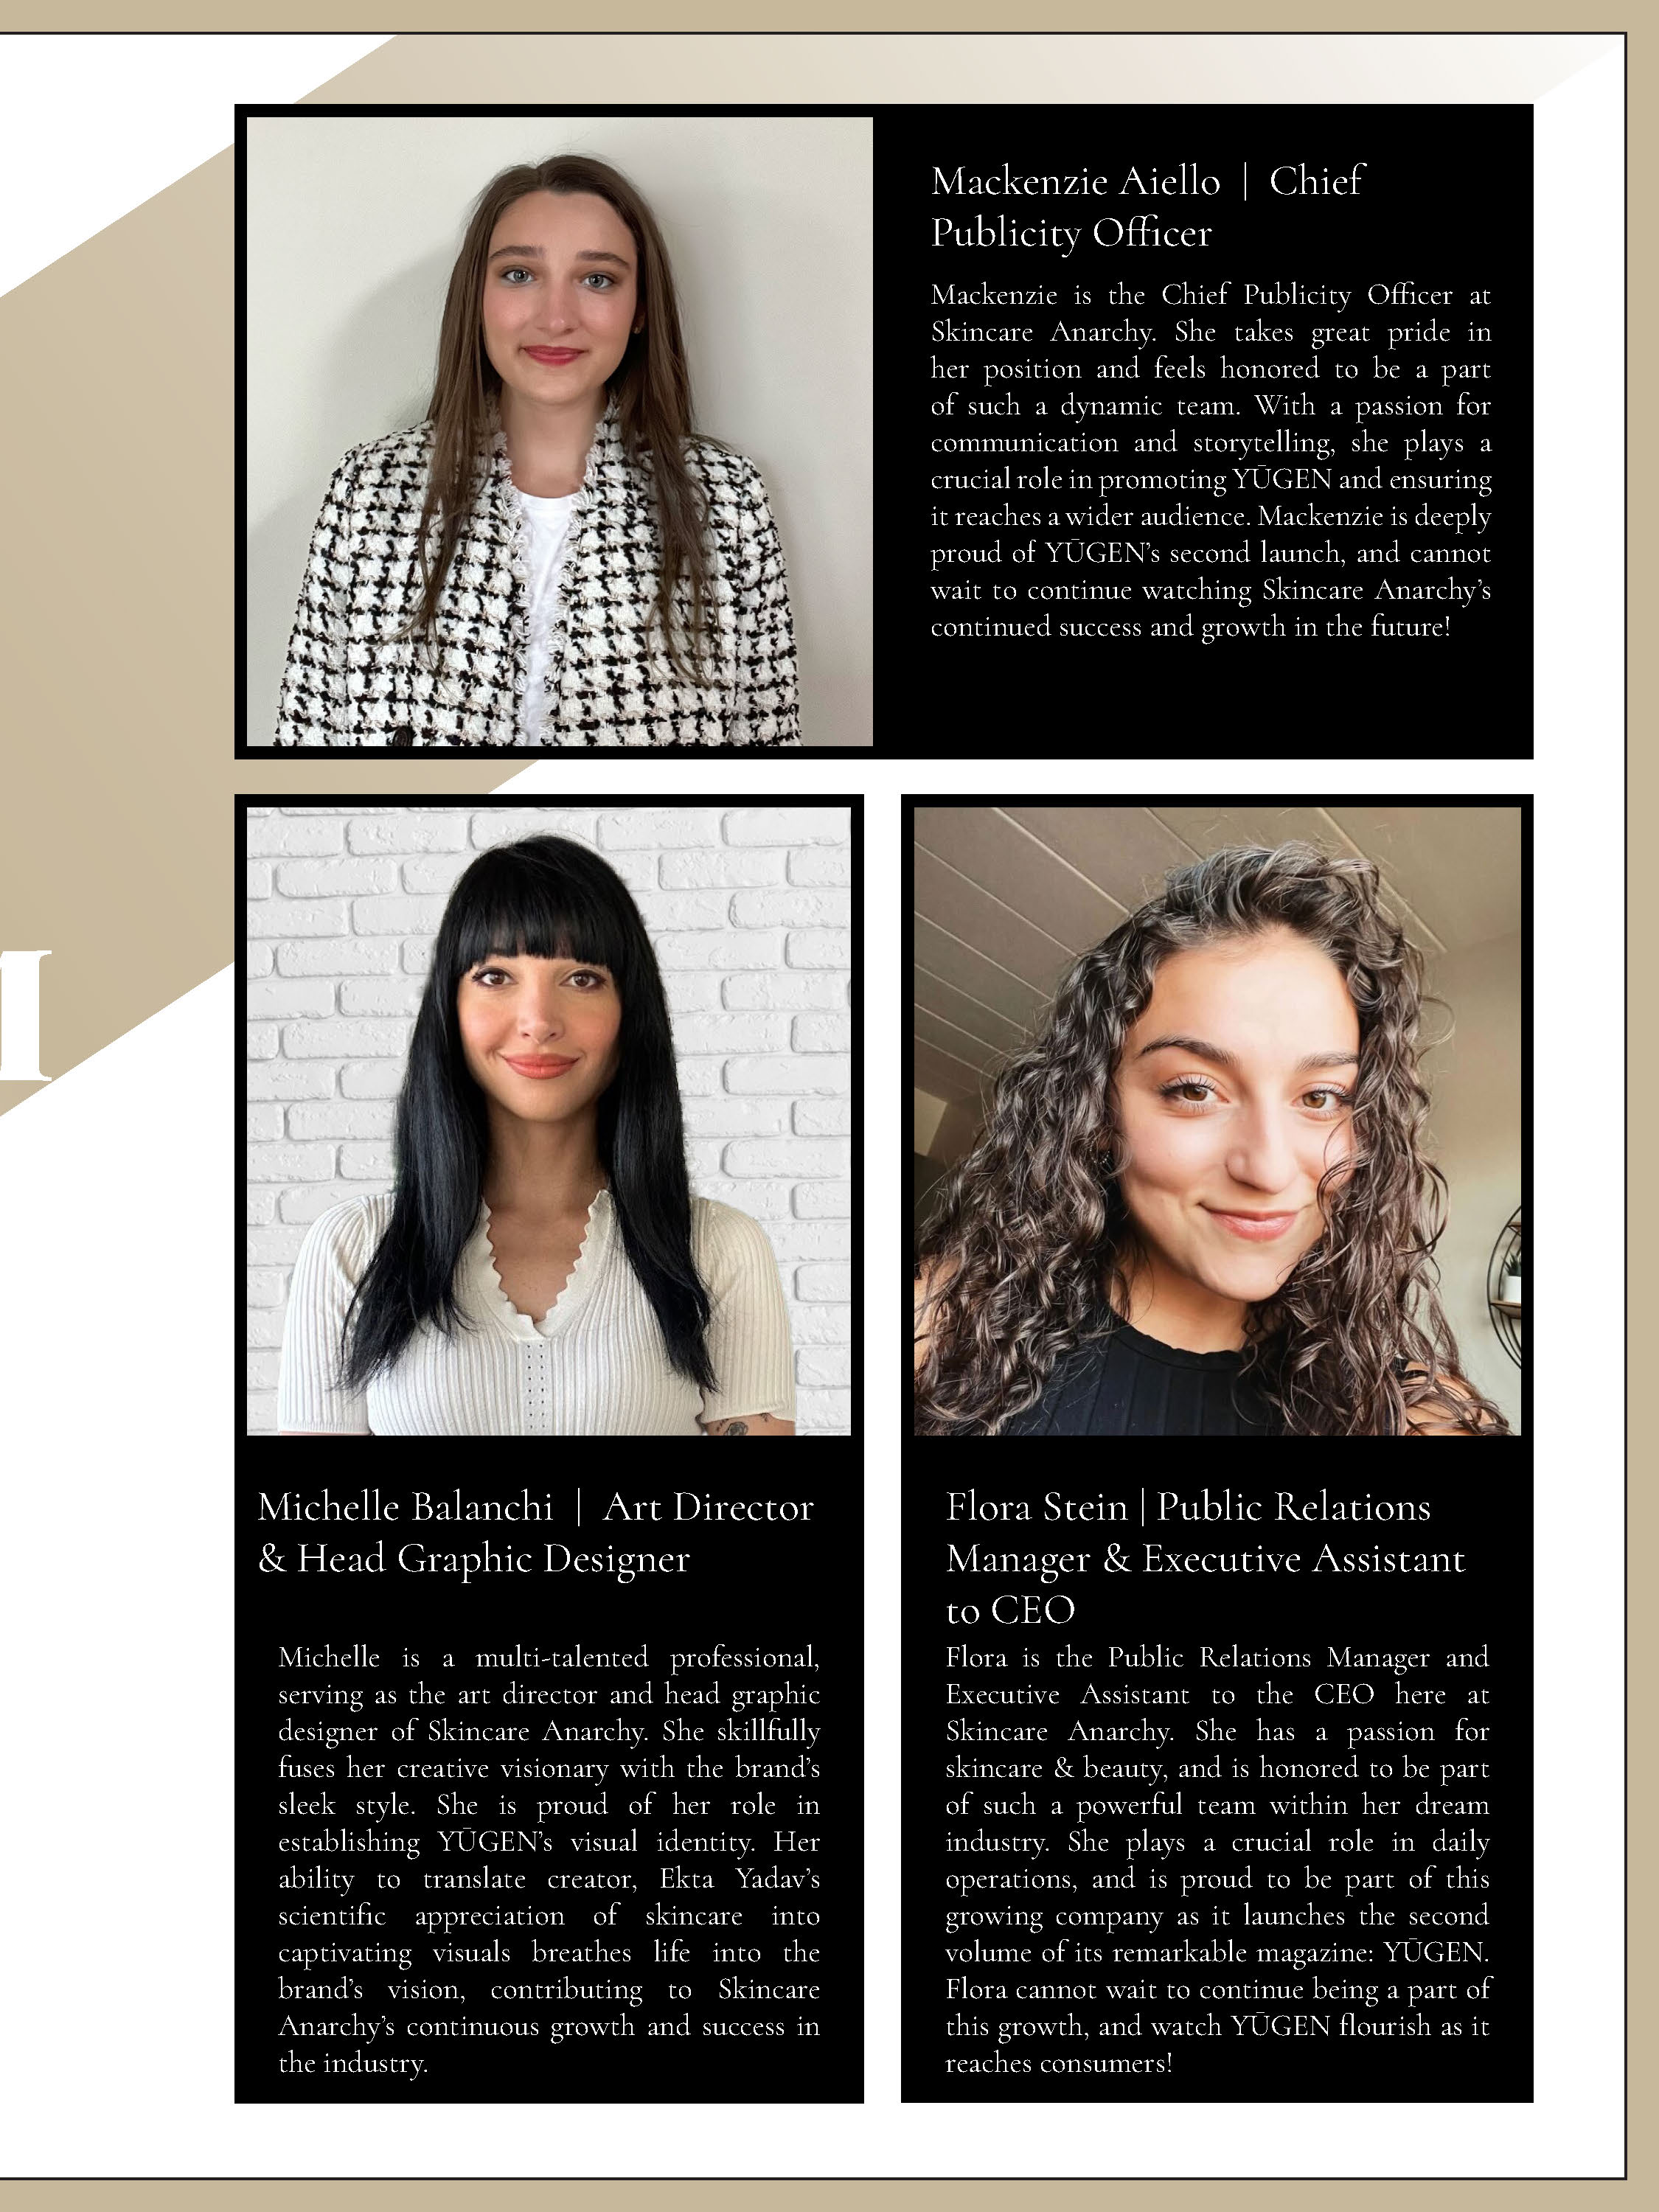 Mackenzie Aiello | Chief
Publicity Officer
Mackenzie is the Chief Publicity Officer at
Skincare Anarchy. She takes great pride in
her position and feels honored to be a part
of such a dynamic team. With a passion for
communication and storytelling, she plays a
crucial role in promoting YŪGEN and ensuring
it reaches a wider audience. Mackenzie is deeply
proud of YŪGEN’s second launch, and cannot
wait to continue watching Skincare Anarchy’s
continued success and growth in the future!
Michelle Balanchi | Art Director
& Head Graphic Designer
Michelle is a multi-talented professional,
serving as the art director and head graphic
designer of Skincare Anarchy. She skillfully
fuses her creative visionary with the brand’s
sleek style. She is proud of her role in
establishing YŪGEN’s visual identity. Her
ability to translate creator, Ekta Yadav’s
scientific appreciation of skincare into
captivating visuals breathes life into the
brand’s vision, contributing to Skincare
Anarchy’s continuous growth and success in
the industry.
Flora Stein | Public Relations
Manager & Executive Assistant
to CEO
Flora is the Public Relations Manager and
Executive Assistant to the CEO here at
Skincare Anarchy. She has a passion for
skincare & beauty, and is honored to be part
of such a powerful team within her dream
industry. She plays a crucial role in daily
operations, and is proud to be part of this
growing company as it launches the second
volume of its remarkable magazine: YŪGEN.
Flora cannot wait to continue being a part of
this growth, and watch YŪGEN flourish as it
reaches consumers!